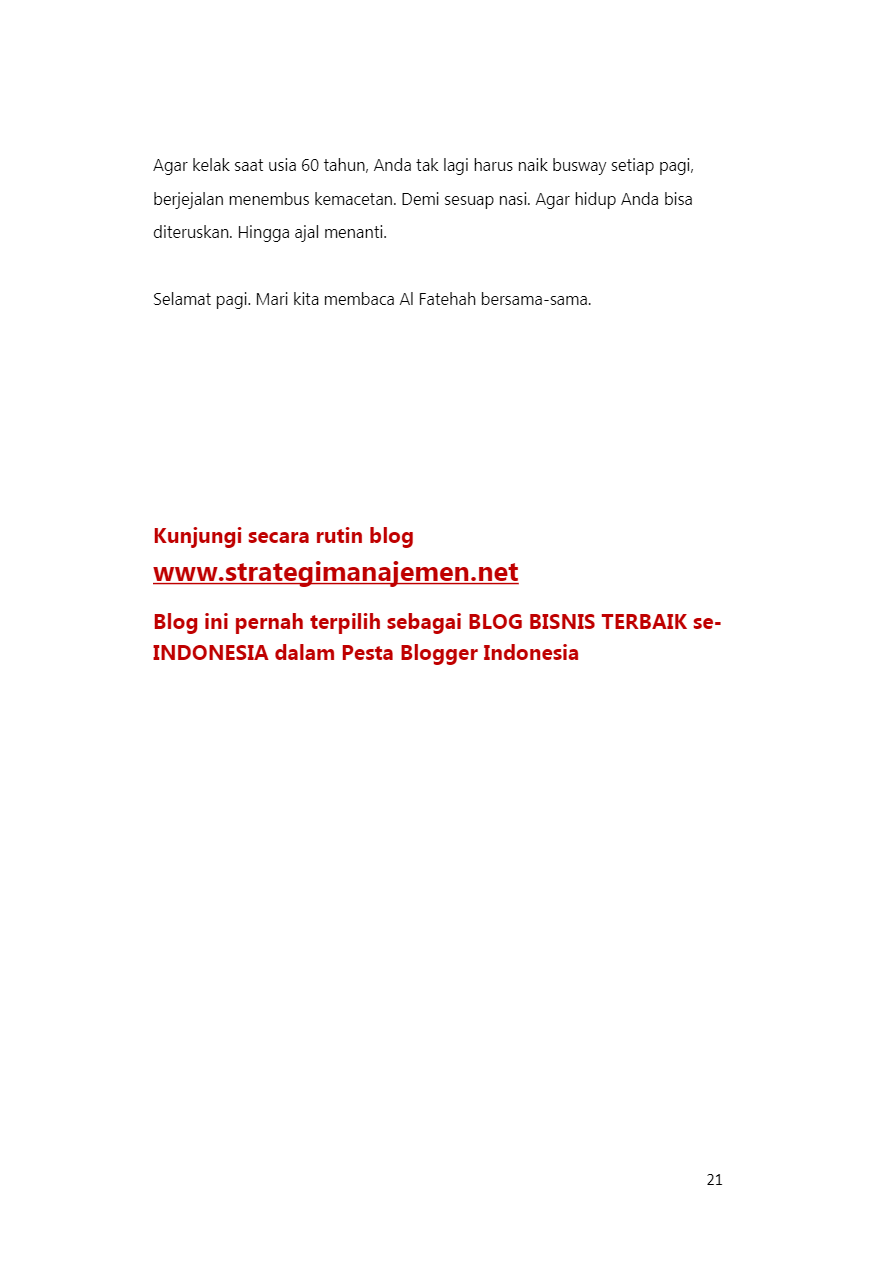 Agar kelak saat usia 60 tahun, Anda tak lagi harus naik busway setiap pagi,
berjejalan menembus kemacetan. Demi sesuap nasi. Agar hidup Anda bisa
diteruskan. Hingga ajal menanti.
Selamat pagi. Mari kita membaca Al Fatehah bersama-sama.
Kunjungi secara rutin blog
www.strategimanajemen.net
Blog ini pernah terpilih sebagai BLOG BISNIS TERBAIK se-
INDONESIA dalam Pesta Blogger Indonesia
21